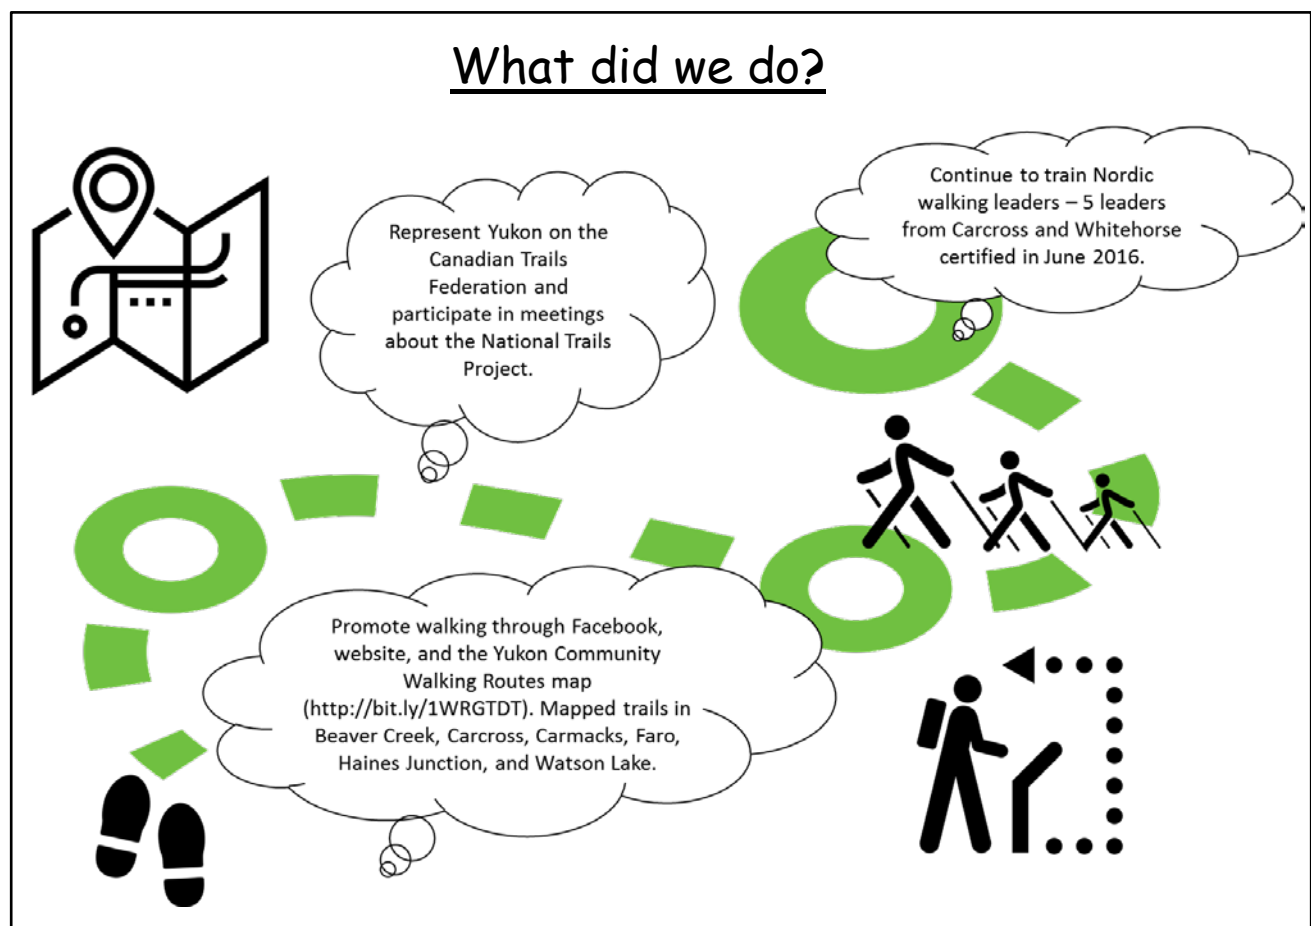 What did we do?
Represent Yukon on the
Canadian Trails
Federation and
participate in meetings
about the National Trails
Project.
Continue to train Nordic
walking leaders – 5 leaders
from Carcross and Whitehorse
certified in June 2016.
Promote walking through Facebook,
website, and the Yukon Community
Walking Routes map
(http://bit.ly/1WRGTDT). Mapped trails in
Beaver Creek, Carcross, Carmacks, Faro,
Haines Junction, and Watson Lake.